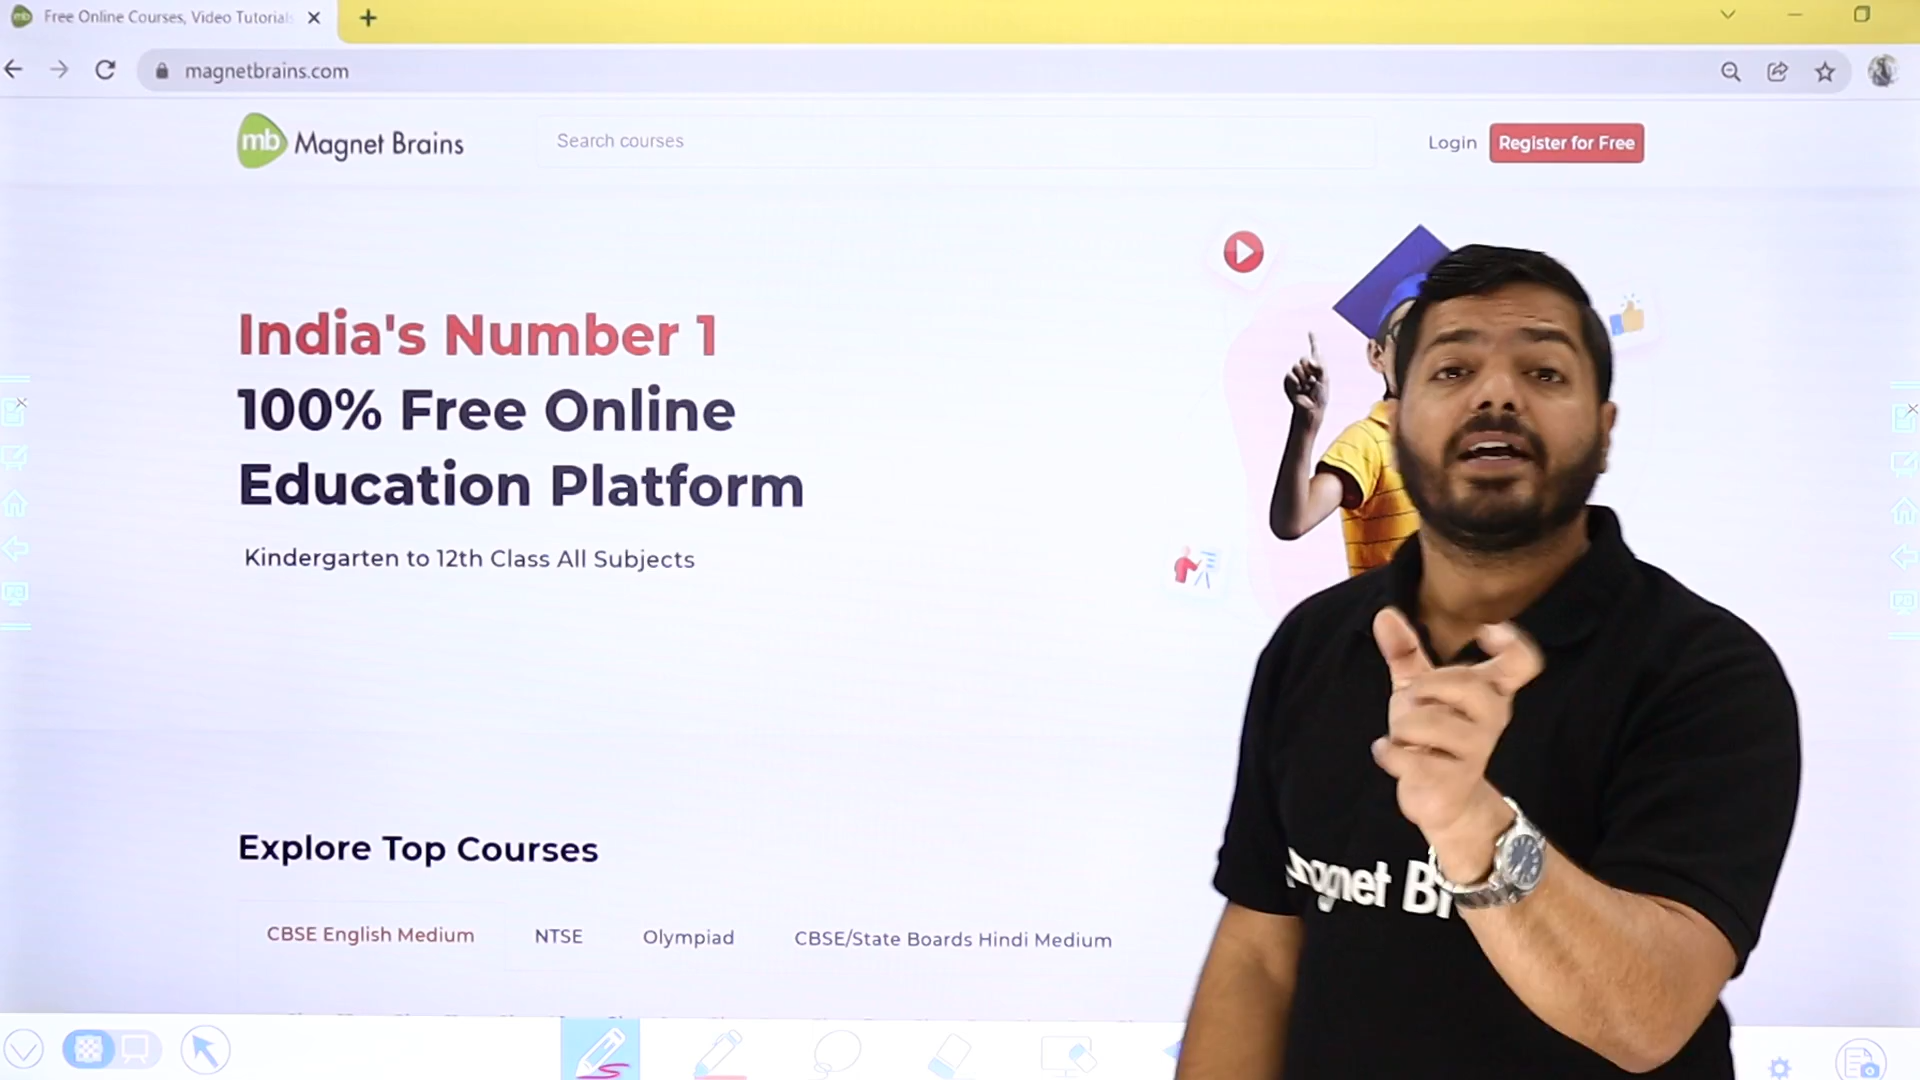 Free Online Courses, Video Tutorials
magnetbrains.com
mb Magnet Brains
Search courses
Login
Register for Free
India's Number 1
100% Free Online
Education Platform
Kindergarten to 12th Class All Subjects
Explore Top Courses
CBSE English Medium
NTSE
Olympiad
CBSE/State Boards Hindi Medium